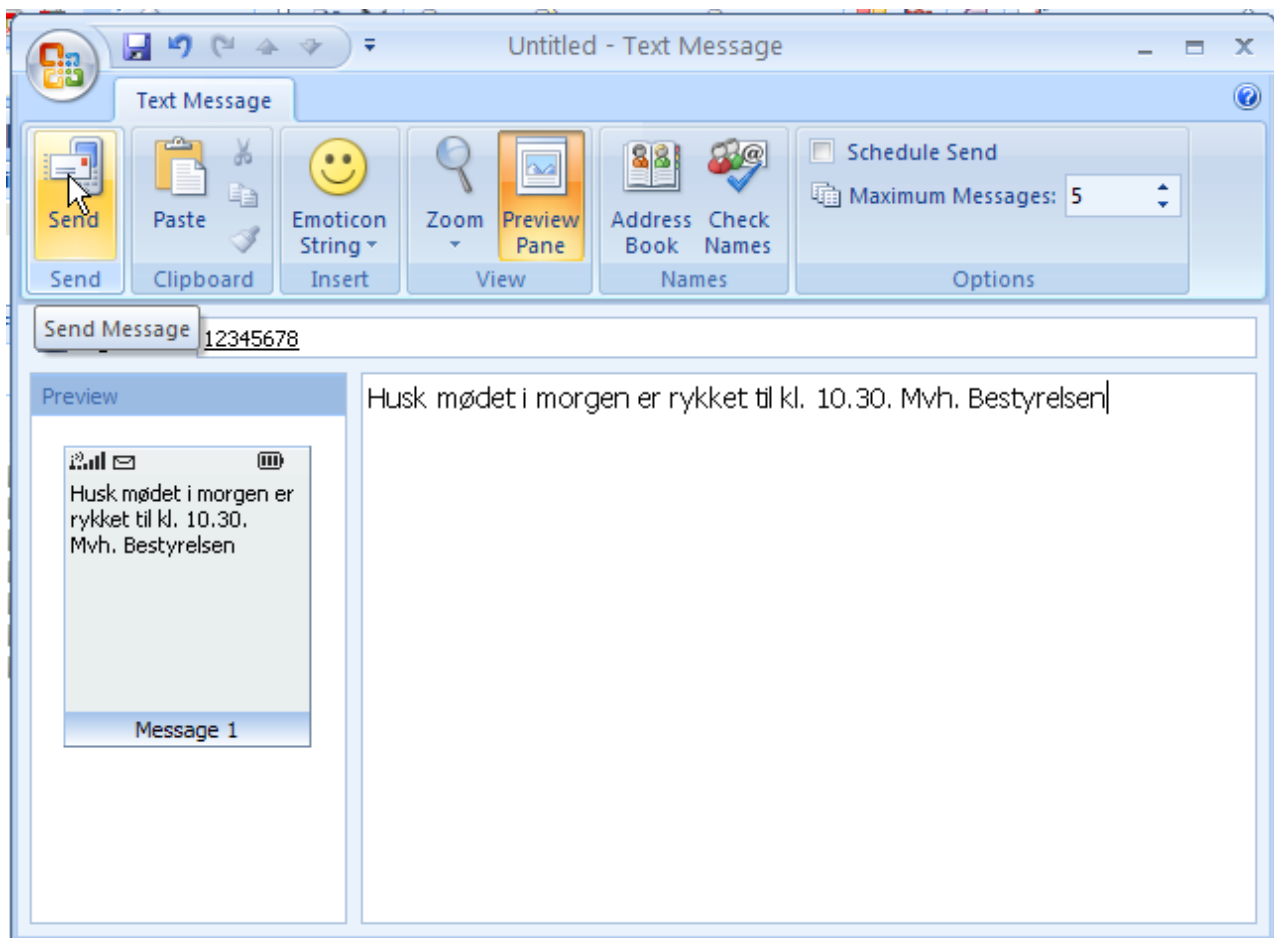 Untitled - Text Message
Text Message
Send
Paste
Emoticon String
Zoom
Preview Pane
Address Book
Check Names
Schedule Send
Maximum Messages: 5
Send
Clipboard
Insert
View
Names
Options
Send Message
12345678
Preview
Husk mødet i morgen er rykket til kl. 10.30. Mvh. Bestyrelsen
Husk mødet i morgen er
rykket til kl. 10.30.
Mvh. Bestyrelsen
Message 1